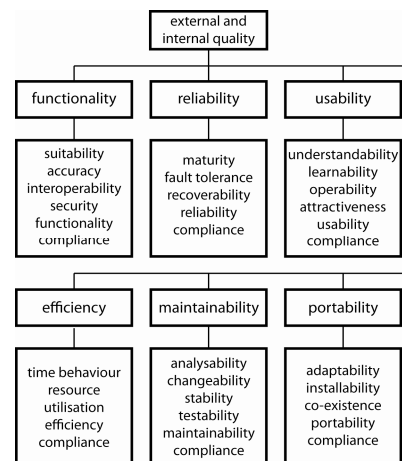 external and
internal quality
functionality
reliability
usability
suitability
accuracy
interoperability
security
functionality
compliance
maturity
fault tolerance
recoverability
reliability
compliance
understandability
learnability
operability
attractiveness
usability
compliance
efficiency
maintainability
portability
time behaviour
resource
utilisation
efficiency
compliance
analysability
changeability
stability
testability
maintainability
compliance
adaptability
installability
co-existence
portability
compliance